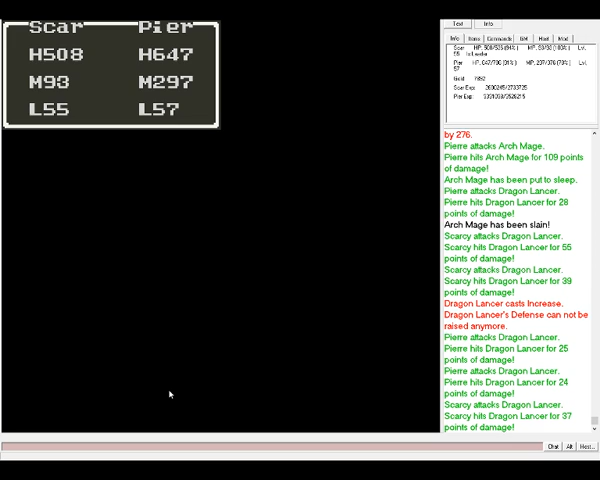 Scar Pier
H508 H647
M93 M297
L55 L57
Text Info
Info Items Commands GM Host Mod
Gold: 7892
by 276.
Pierre attacks Arch Mage.
Pierre hits Arch Mage for 109 points
of damage!
Arch Mage has been put to sleep.
Pierre attacks Dragon Lancer.
Pierre hits Dragon Lancer for 28
points of damage!
Arch Mage has been slain!
Scarcy attacks Dragon Lancer.
Scarcy hits Dragon Lancer for 55
points of damage!
Scarcy attacks Dragon Lancer.
Scarcy hits Dragon Lancer for 39
points of damage!
Dragon Lancer casts Increase.
Dragon Lancer's Defense can not be
raised anymore.
Pierre attacks Dragon Lancer.
Pierre hits Dragon Lancer for 25
points of damage!
Pierre attacks Dragon Lancer.
Pierre hits Dragon Lancer for 24
points of damage!
Scarcy attacks Dragon Lancer.
Scarcy hits Dragon Lancer for 37
points of damage!
Chat Alt Host...